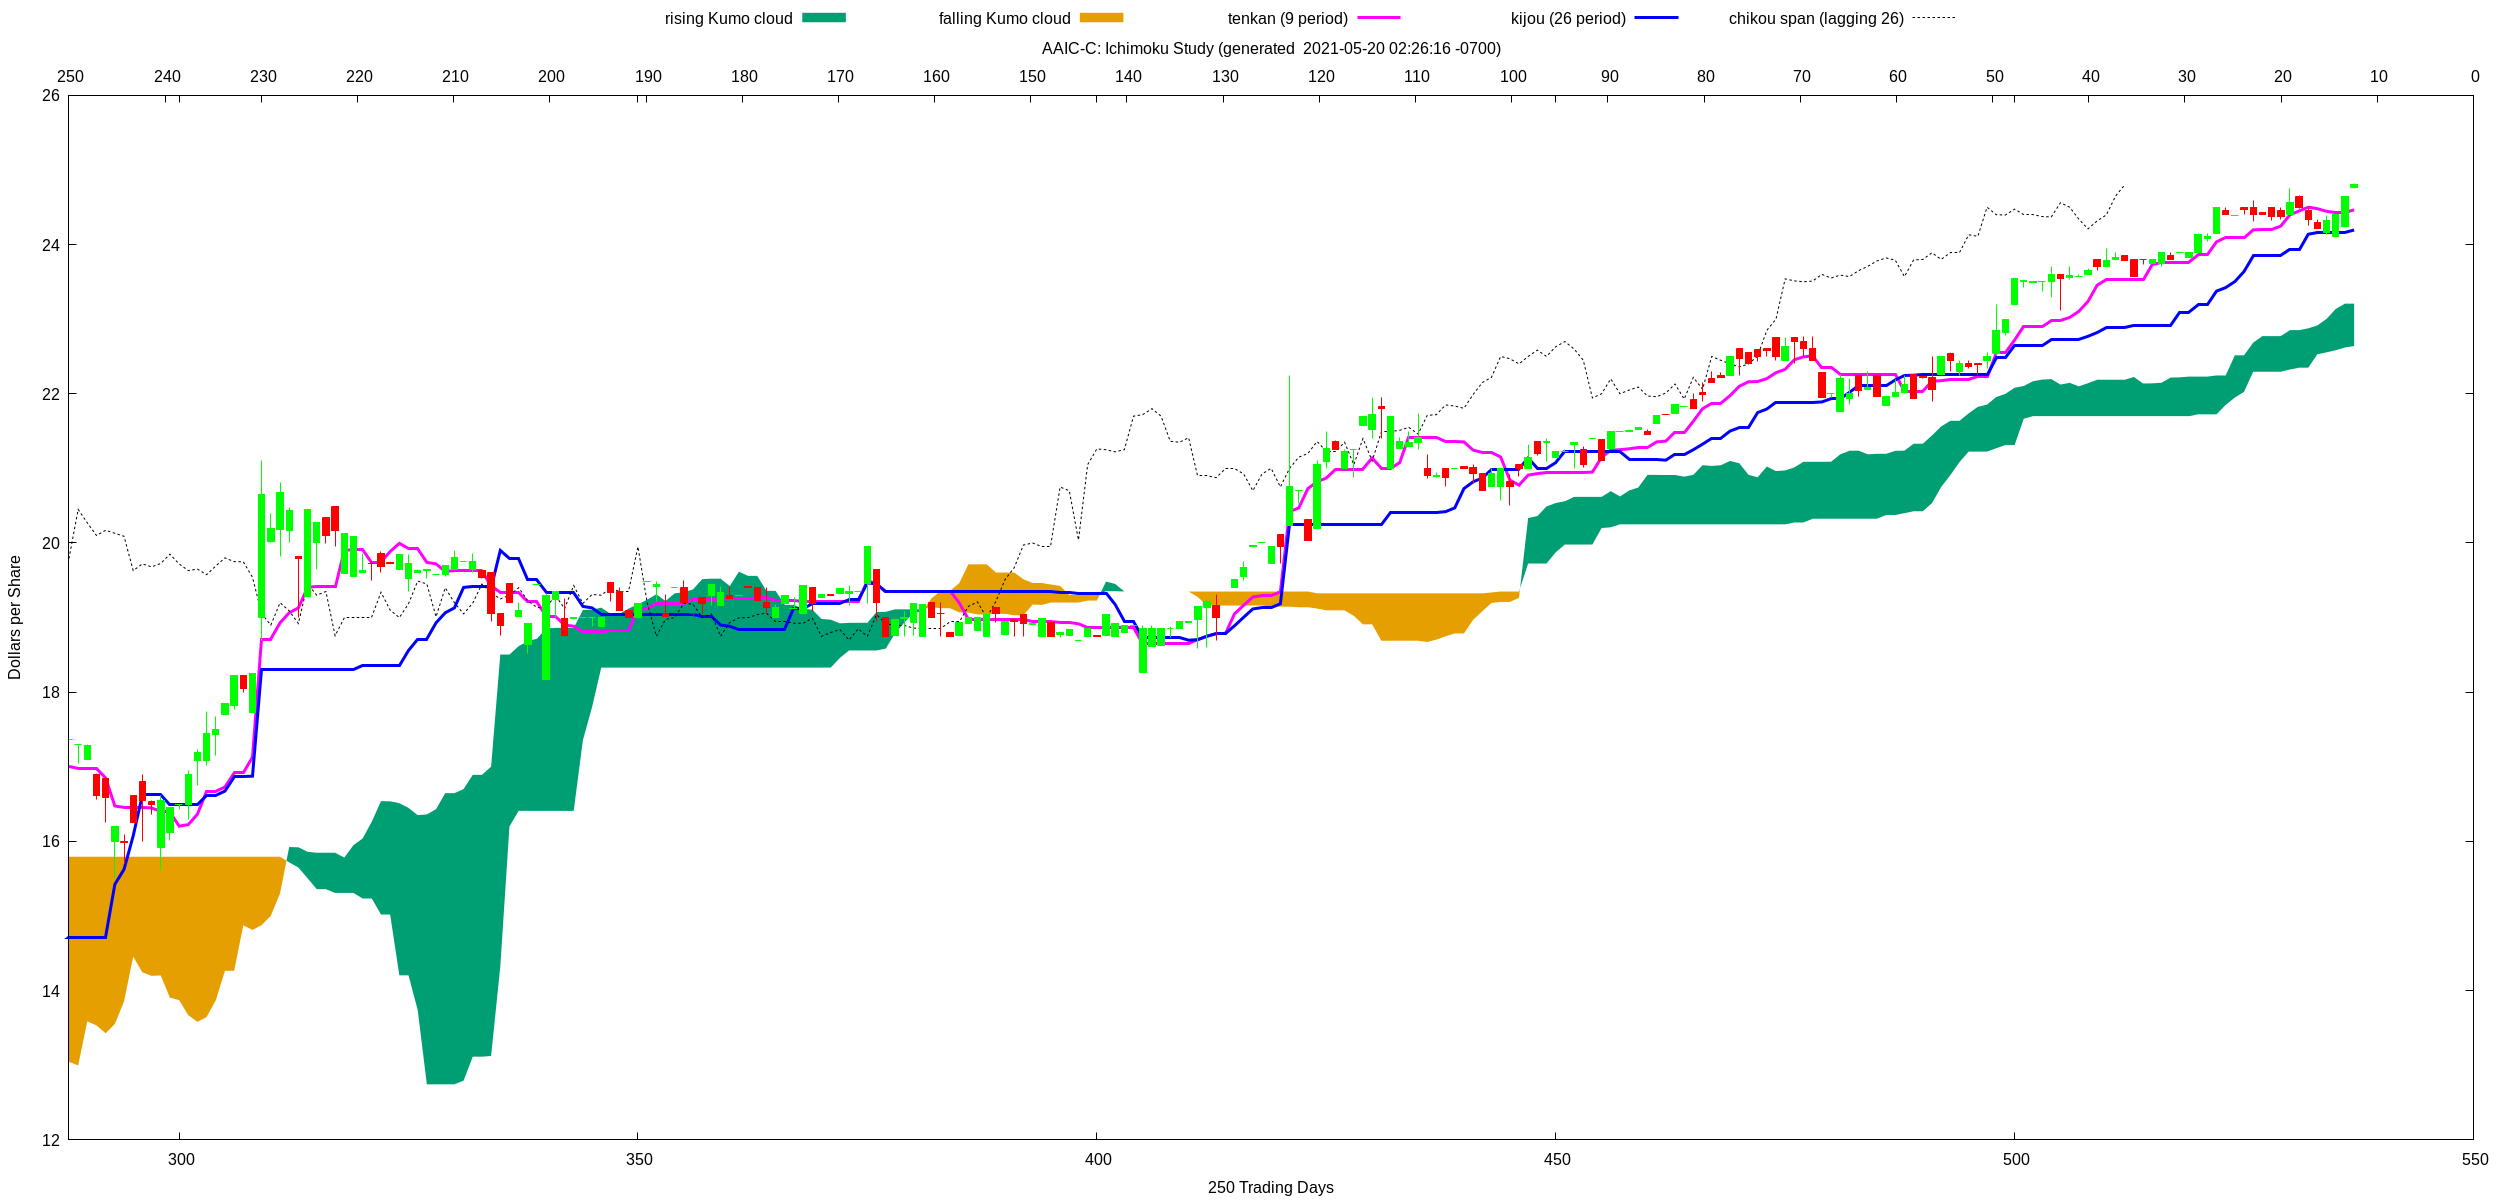 rising Kumo cloud falling Kumo cloud tenkan (9 period) kijou (26 period) chikou span (lagging 26)
AAIC-C: Ichimoku Study (generated  2021-05-20 02:26:16 -0700)
250 240 230 220 210 200 190 180 170 160 150 140 130 120 110 100 90 80 70 60 50 40 30 20 10 0
26
24
22
20
18
16
14
12
Dollars per Share
300 350 400 450 500 550
250 Trading Days